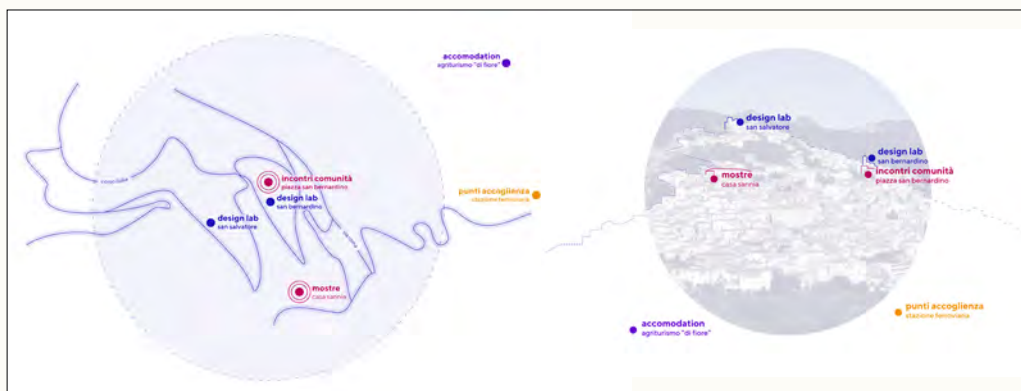 accomodation
agriturismo "di fiore"
incontri comunità
piazza san bernardino
design lab
san bernardino
design lab
san salvatore
punti accoglienza
stazione ferroviaria
mostre
casa sannia
design lab
san salvatore
design lab
san bernardino
incontri comunità
piazza san bernardino
mostre
casa sannia
punti accoglienza
stazione ferroviaria
accomodation
agriturismo "di fiore"